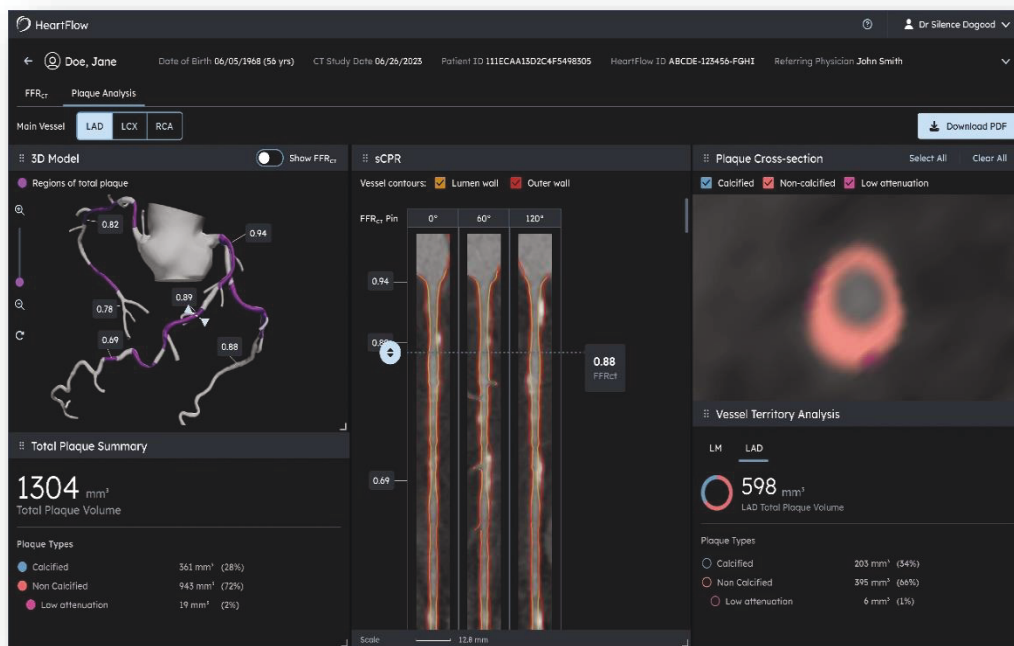 HeartFlow
Dr Silence Dogood
Doe, Jane Date of Birth 06/05/1968 (56 yrs) CT Study Date 06/26/2023 Patient ID 111ECAA13D2C4F5498305 HeartFlow ID ABCDE-123456-FGHI Referring Physician John Smith
FFRCT Plaque Analysis
Main Vessel LAD LCX RCA
Download PDF
3D Model Show FFRCT
Regions of total plaque
0.82
0.94
0.89
0.78
0.69
0.88
Total Plaque Summary
1304 mm³
Total Plaque Volume
Plaque Types
Calcified 361 mm³ (28%)
Non Calcified 943 mm³ (72%)
Low attenuation 19 mm³ (2%)
sCPR
Vessel contours: Lumen wall Outer wall
FFRCT Pin 0° 60° 120°
0.94
0.88
FFRct
0.69
Scale 12.8 mm
Plaque Cross-section Select All Clear All
Calcified Non-calcified Low attenuation
Vessel Territory Analysis
LM LAD
598 mm³
LAD Total Plaque Volume
Plaque Types
Calcified 203 mm³ (34%)
Non Calcified 395 mm³ (66%)
Low attenuation 6 mm³ (1%)